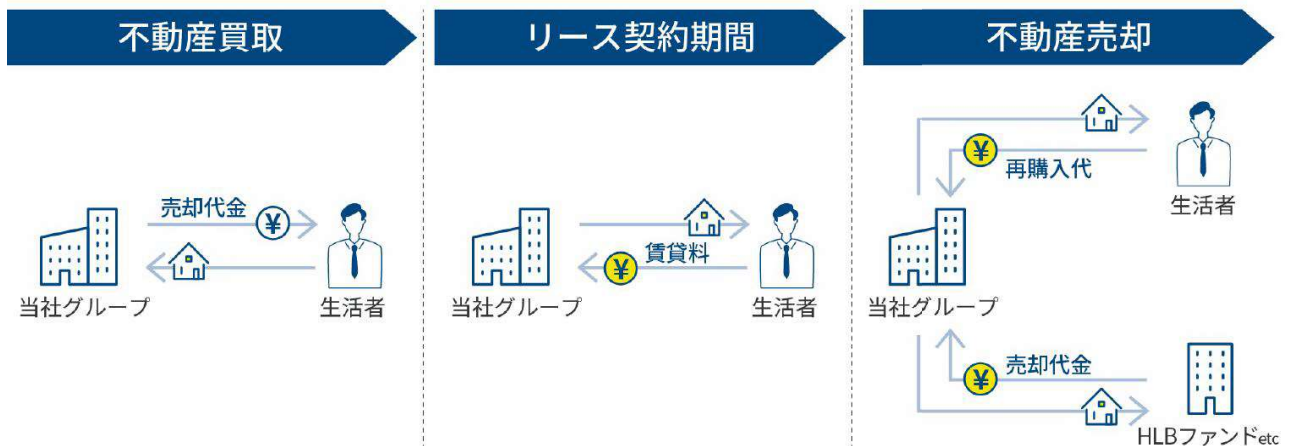 不動産買取
売却代金
¥
当社グループ
生活者
リース契約期間
賃貸料
¥
当社グループ
生活者
不動産売却
¥
再購入代
生活者
当社グループ
¥
売却代金
HLBファンドetc